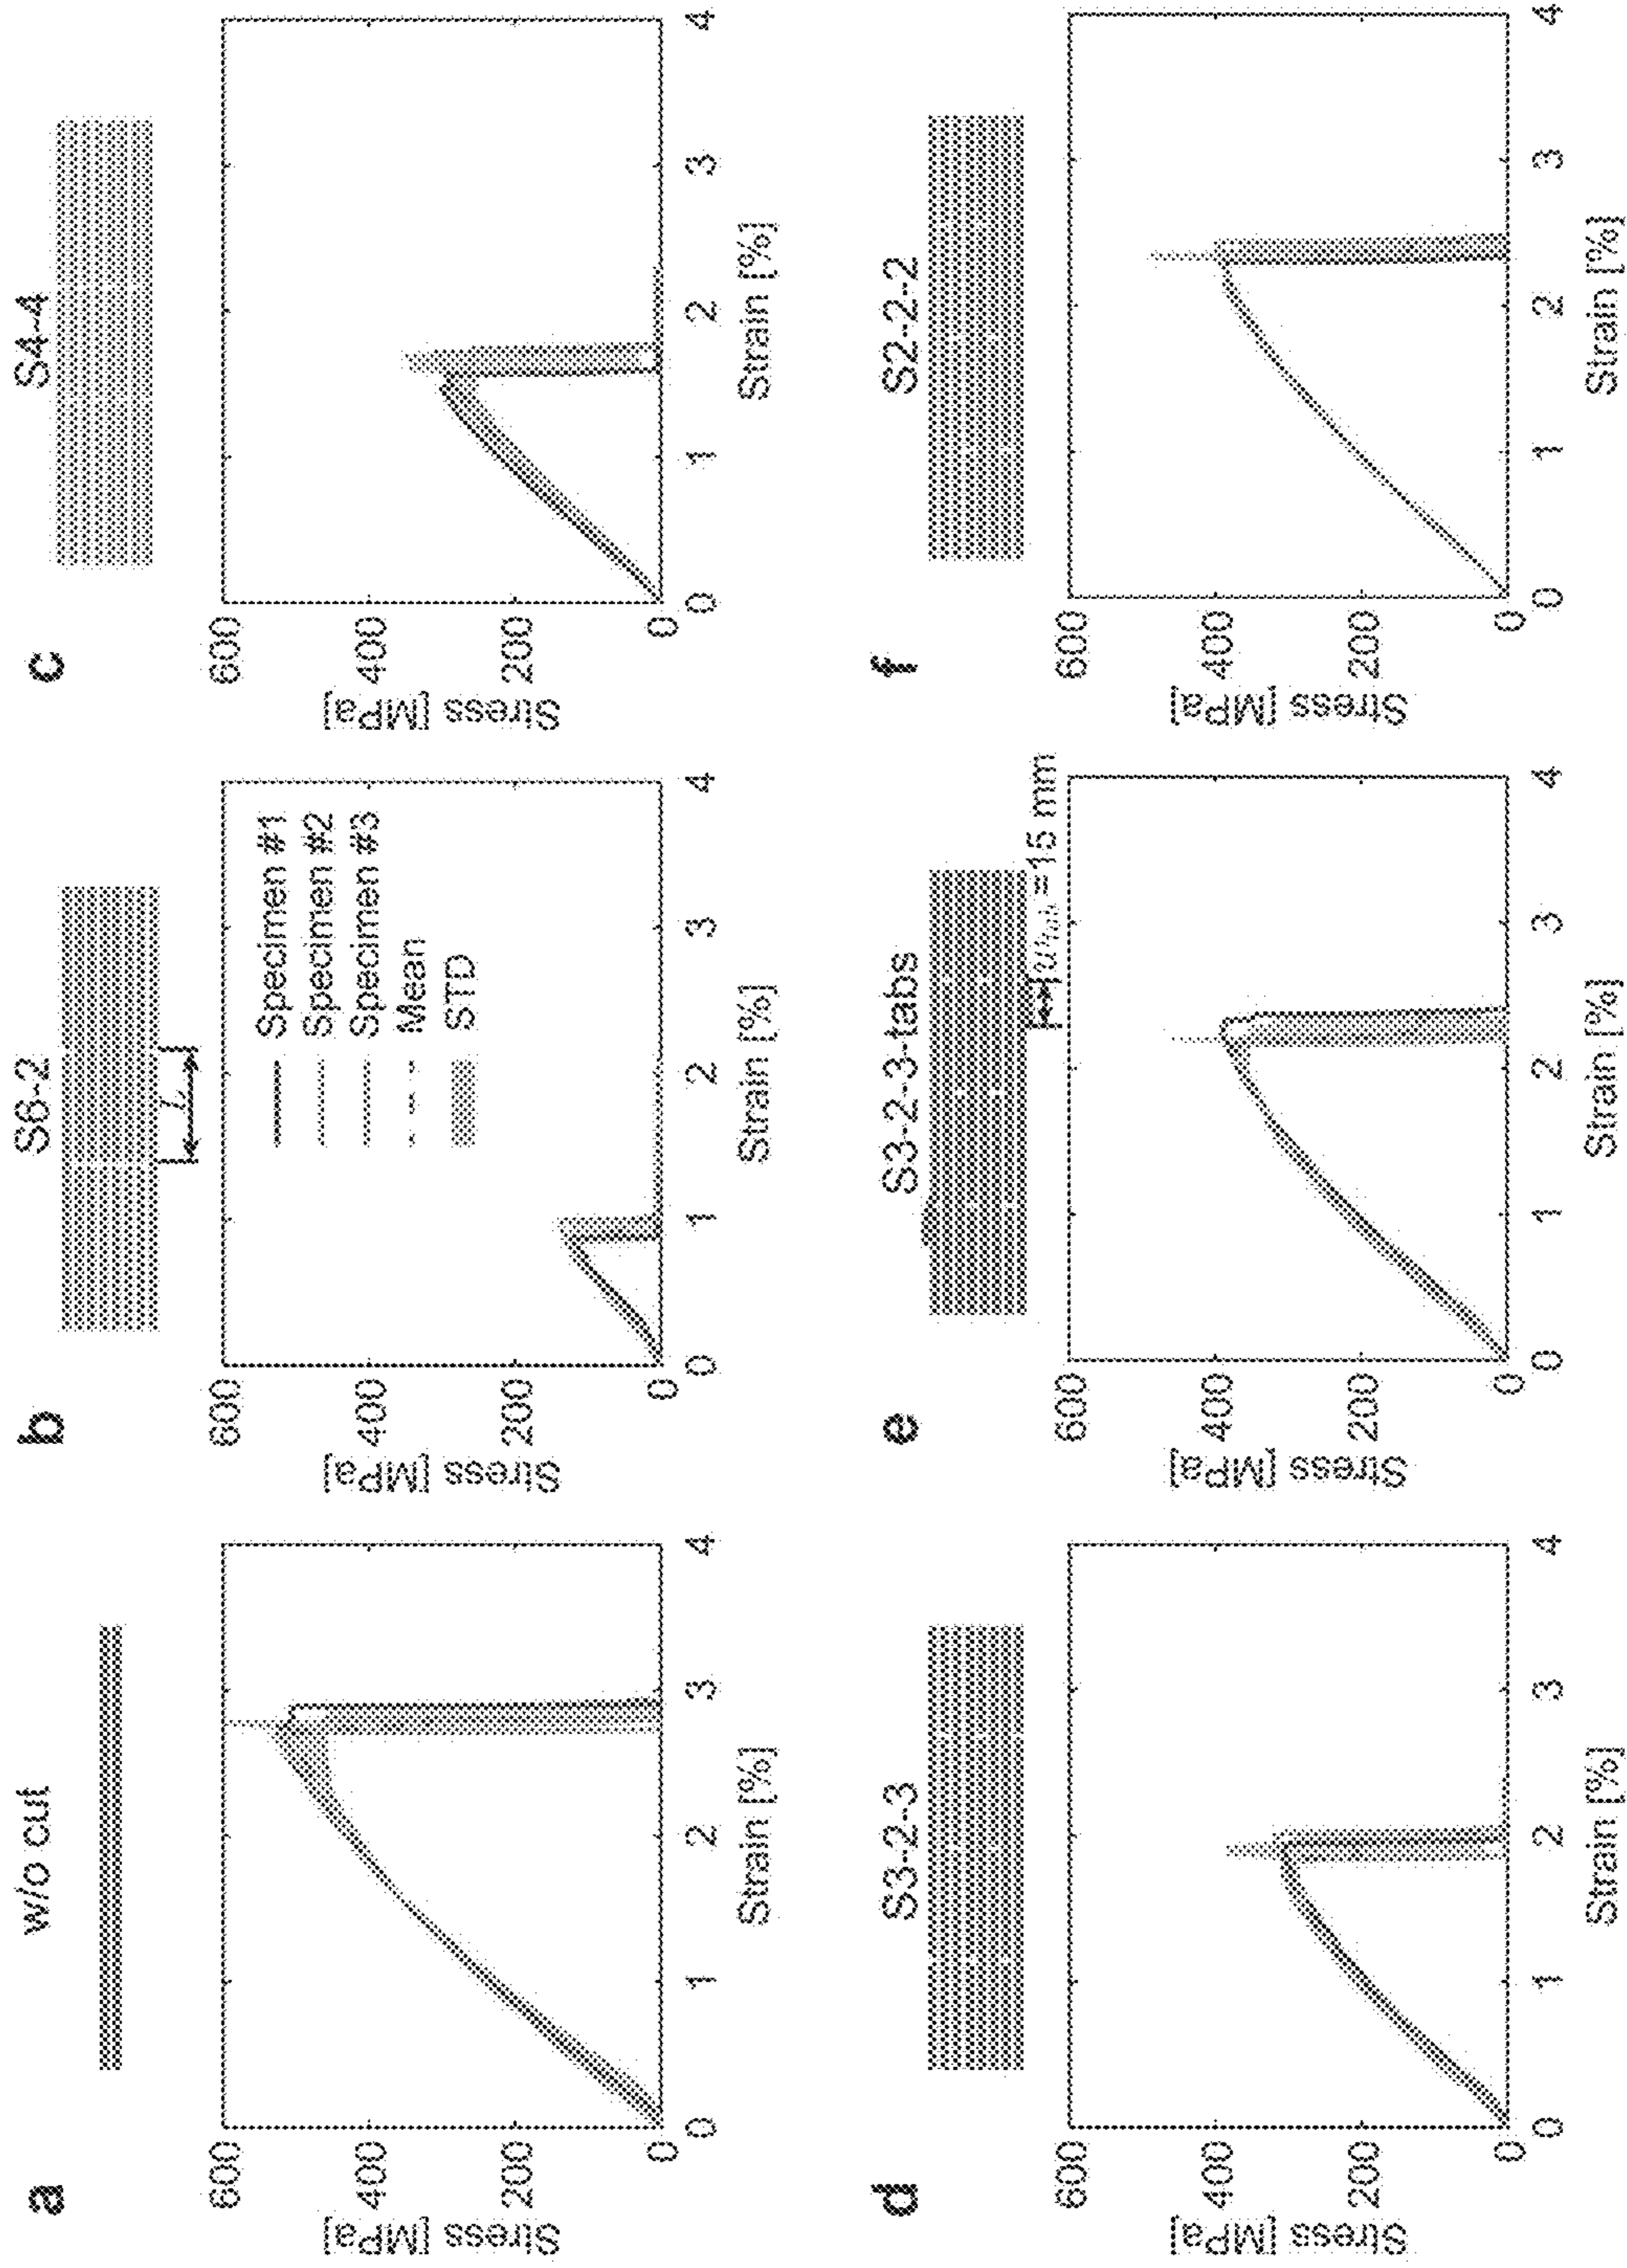 a
w/o cut
600
400
200
0
Stress [MPa]
0 1 2 3 4
Strain [%]
b
S6-2
L
600
400
200
0
Stress [MPa]
Specimen #1
Specimen #2
Specimen #3
Mean
STD
0 1 2 3 4
Strain [%]
c
S4-4
600
400
200
0
Stress [MPa]
0 1 2 3 4
Strain [%]
d
S3-2-3
600
400
200
0
Stress [MPa]
0 1 2 3 4
Strain [%]
e
S3-2-3-tabs
=15 mm
600
400
200
0
Stress [MPa]
0 1 2 3 4
Strain [%]
f
S2-2-2
600
400
200
0
Stress [MPa]
0 1 2 3 4
Strain [%]